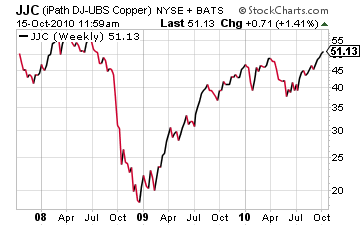 JJC (iPath DJ-UBS Copper) NYSE + BATS © StockCharts.com
15-Oct-2010 11:59am Last 51.13 Chg +0.71 (+1.41%)
JJC (Weekly) 51.13
55
51.13
45
40
35
30
25
20
08 Apr Jul Oct 09 Apr Jul Oct 10 Apr Jul Oct